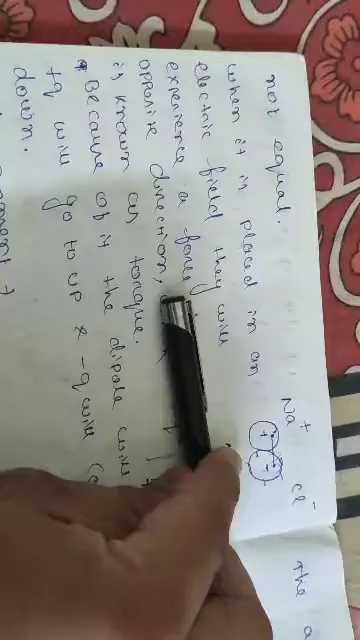 not equal.
when it is placed in an
electric field they will
experience a force
opposite direction,
is known as torque.
* Because of it the dipole will
+q will go to up & -q will
down.
Na+ Cl-
+ -
the